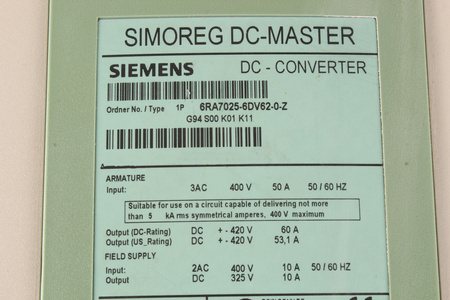 SIMOREG DC-MASTER
SIEMENS DC - CONVERTER
Ordner No. / Type 1P 6RA7025-6DV62-0-Z
G94 S00 K01 K11
ARMATURE
Input: 3AC 400 V 50 A 50 / 60 HZ
Suitable for use on a circuit capable of delivering not more
than 5 kA rms symmetrical amperes, 400 V maximum
Output (DC-Rating) DC + - 420 V 60 A
Output (US_Rating) DC + - 420 V 53,1 A
FIELD SUPPLY
Input: 2AC 400 V 10 A 50 / 60 HZ
Output DC 325 V 10 A